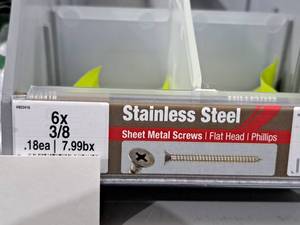 6x
3/8
.18ea | 7.99bx
Stainless Steel
Sheet Metal Screws | Flat Head | Phillips